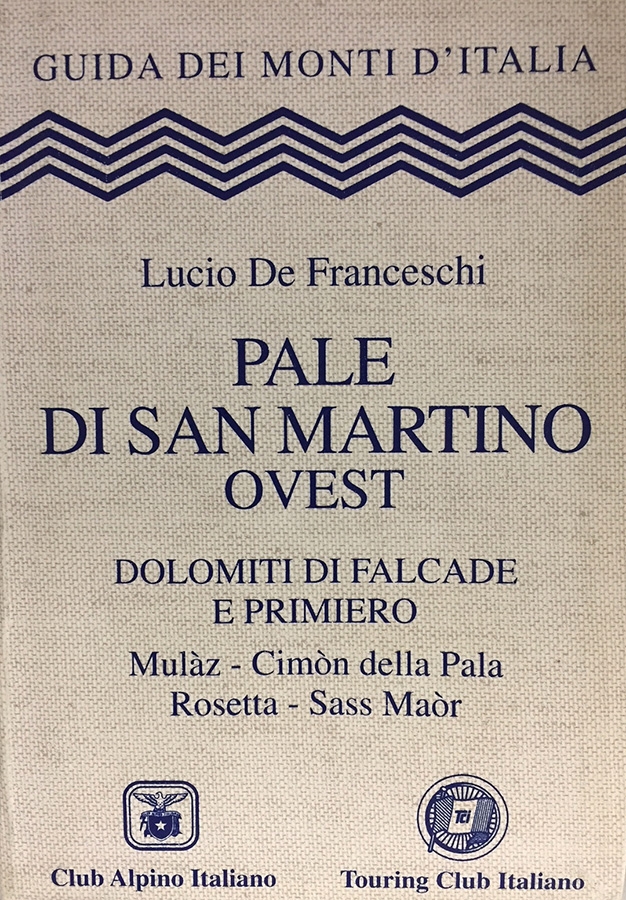 GUIDA DEI MONTI D'ITALIA
Lucio De Franceschi
PALE
DI SAN MARTINO
OVEST
DOLOMITI DI FALCADE
E PRIMIERO
Mulàz - Cimòn della Pala
Rosetta - Sass Maòr
Tci
Club Alpino Italiano
Touring Club Italiano